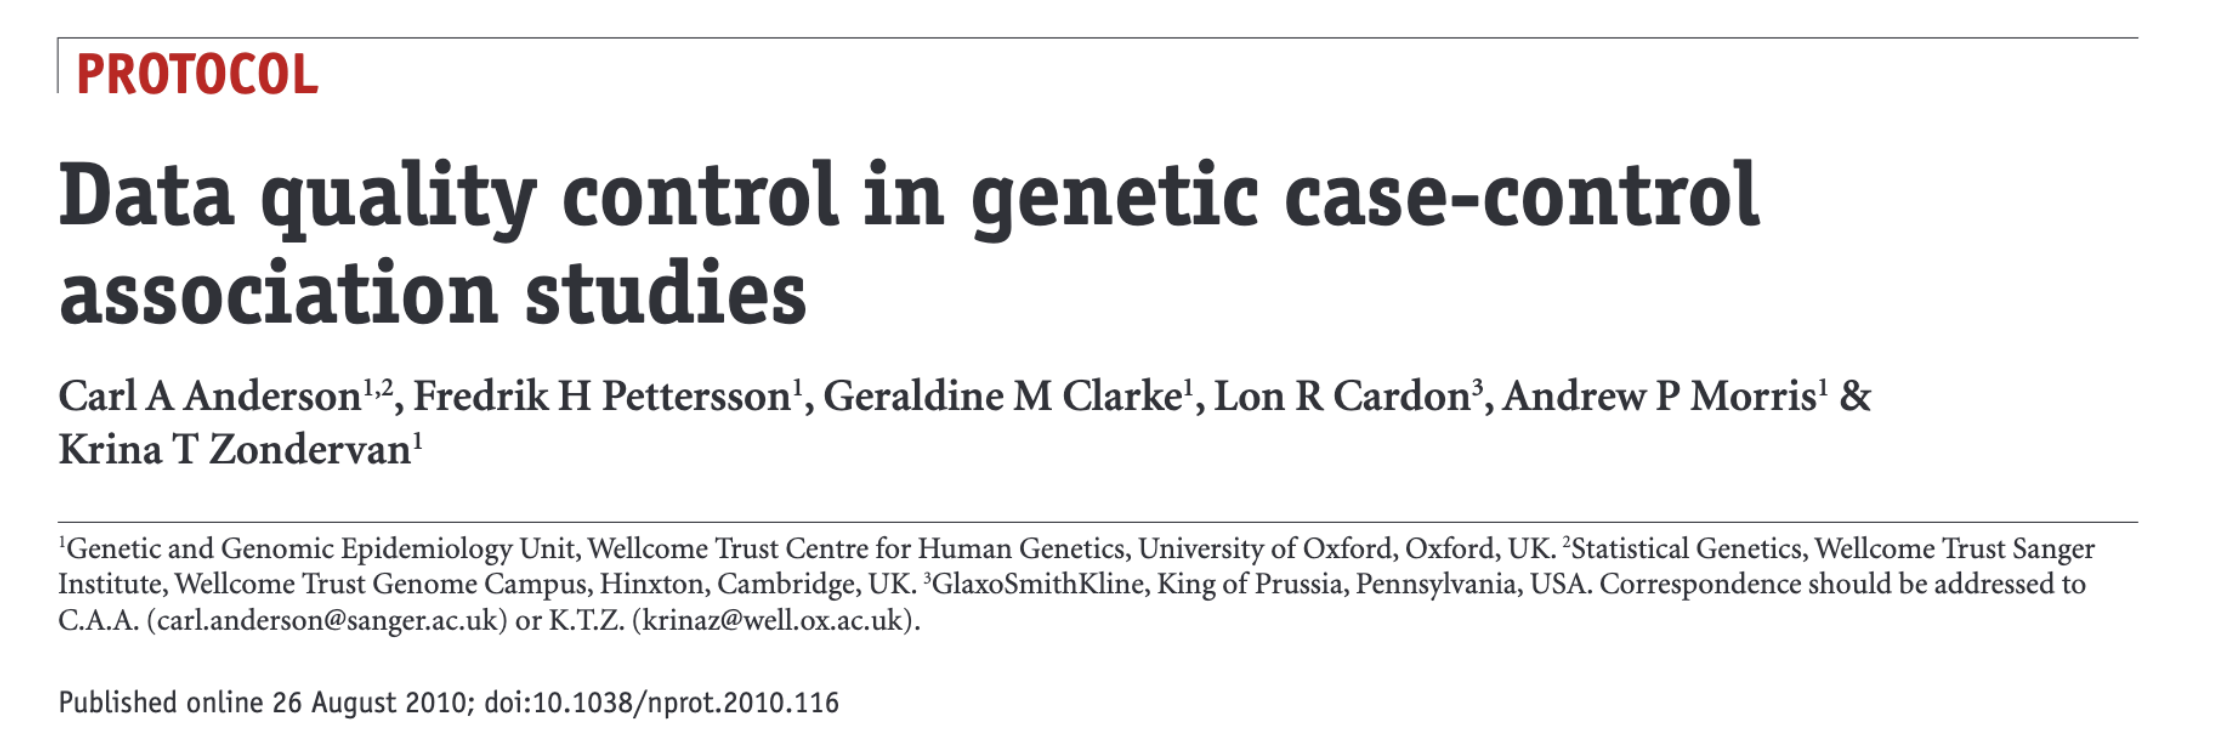 PROTOCOL
Data quality control in genetic case-control
association studies
Carl A Anderson1,2, Fredrik H Pettersson1, Geraldine M Clarke1, Lon R Cardon3, Andrew P Morris1 &
Krina T Zondervan1
1Genetic and Genomic Epidemiology Unit, Wellcome Trust Centre for Human Genetics, University of Oxford, Oxford, UK. 2Statistical Genetics, Wellcome Trust Sanger
Institute, Wellcome Trust Genome Campus, Hinxton, Cambridge, UK. 3GlaxoSmithKline, King of Prussia, Pennsylvania, USA. Correspondence should be addressed to
C.A.A. (carl.anderson@sanger.ac.uk) or K.T.Z. (krinaz@well.ox.ac.uk).
Published online 26 August 2010; doi:10.1038/nprot.2010.116